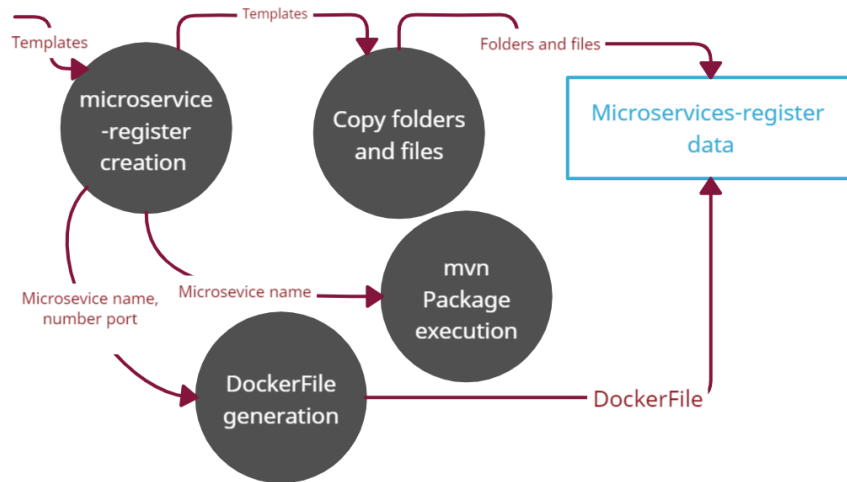 Templates
Templates
Folders and files
microservice
-register
creation
Copy folders
and files
Microservices-register
data
Microsevice name,
number port
Microsevice name
mvn
Package
execution
DockerFile
generation
DockerFile